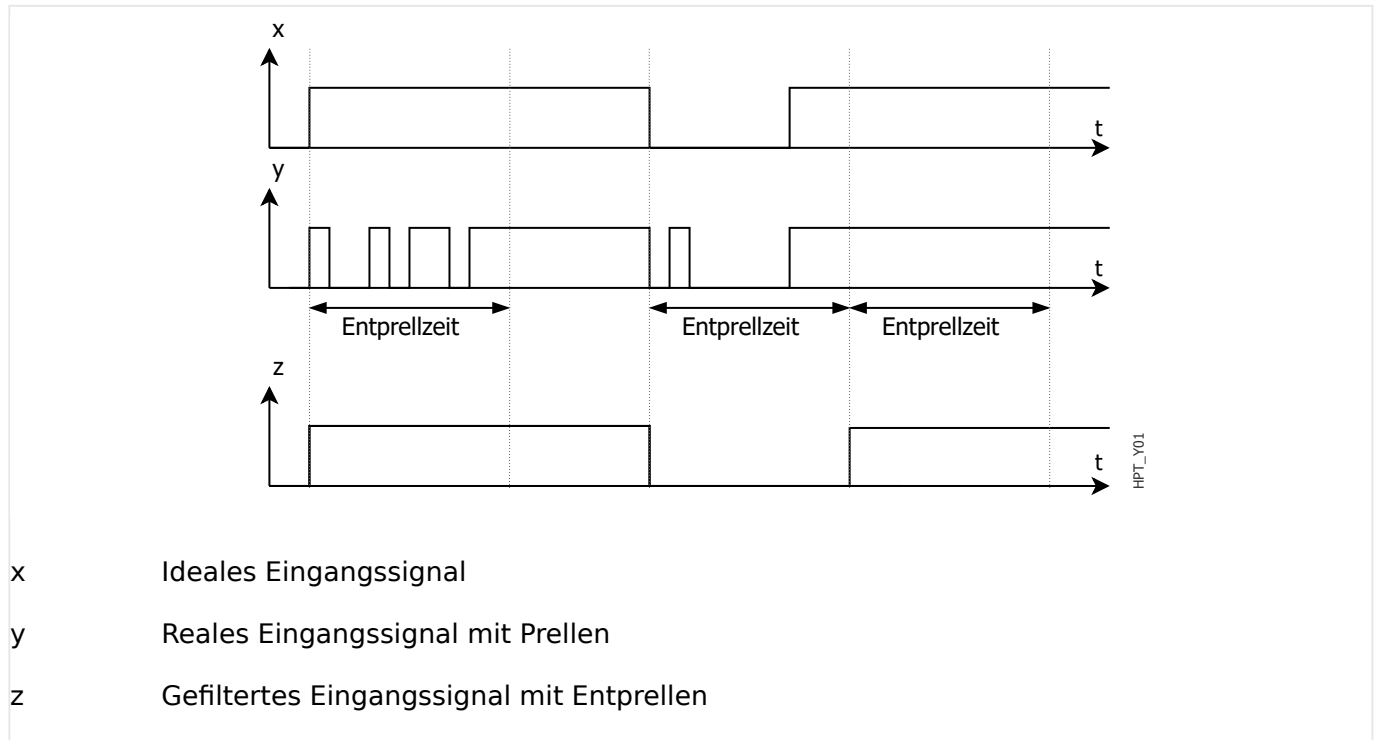 x
t
y
t
Entprellzeit Entprellzeit Entprellzeit
z
t
HPT_Y01
x Ideales Eingangssignal
y Reales Eingangssignal mit Prellen
z Gefiltertes Eingangssignal mit Entprellen